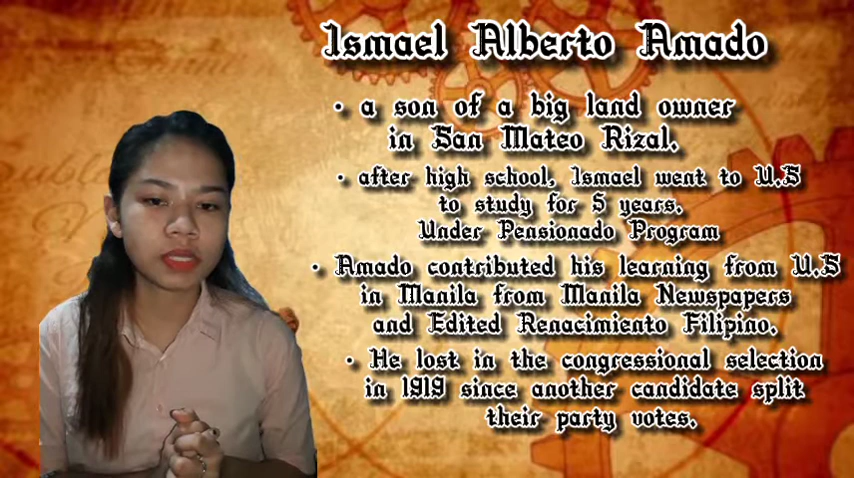 Ismael Alberto Amado
• a son of a big land owner
in San Mateo Rizal.
• after high school, Ismael went to U.S
to study for 5 years.
Under Pensionado Program
• Amado contributed his learning from U.S
in Manila from Manila Newspapers
and Edited Renacimiento Filipino.
• He lost in the congressional selection
in 1919 since another candidate split
their party votes.